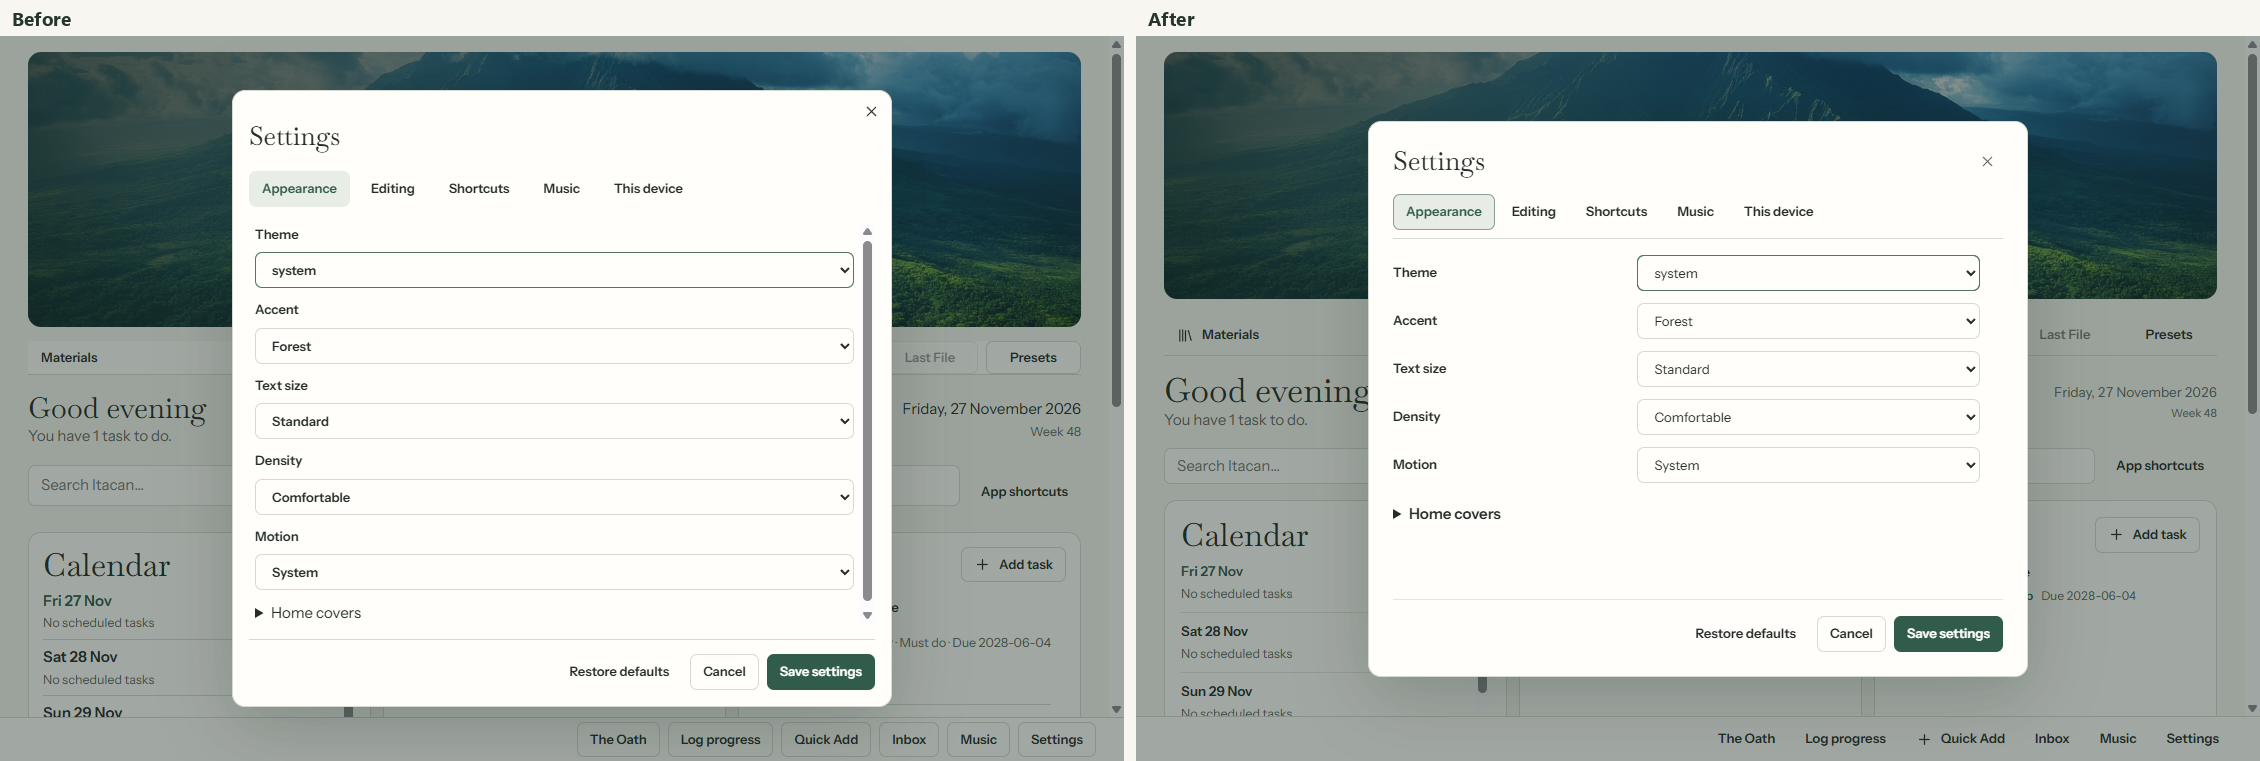 Before
Settings
Appearance Editing Shortcuts Music This device
Theme
system
Accent
Forest
Text size
Standard
Density
Comfortable
Motion
System
Home covers
Restore defaults Cancel Save settings
Materials
Last File Presets
Good evening
You have 1 task to do.
Friday, 27 November 2026
Week 48
Search Itacan...
App shortcuts
Calendar
Fri 27 Nov
No scheduled tasks
Sat 28 Nov
No scheduled tasks
Sun 29 Nov
+ Add task
e
· Must do · Due 2028-06-04
The Oath Log progress Quick Add Inbox Music Settings
After
Settings
Appearance Editing Shortcuts Music This device
Theme system
Accent Forest
Text size Standard
Density Comfortable
Motion System
Home covers
Restore defaults Cancel Save settings
Materials
Last File Presets
Good evening
You have 1 task to do.
Friday, 27 November 2026
Week 48
Search Itacan...
App shortcuts
Calendar
Fri 27 Nov
No scheduled tasks
Sat 28 Nov
No scheduled tasks
Sun 29 Nov
No scheduled tasks
+ Add task
Due 2028-06-04
The Oath Log progress + Quick Add Inbox Music Settings